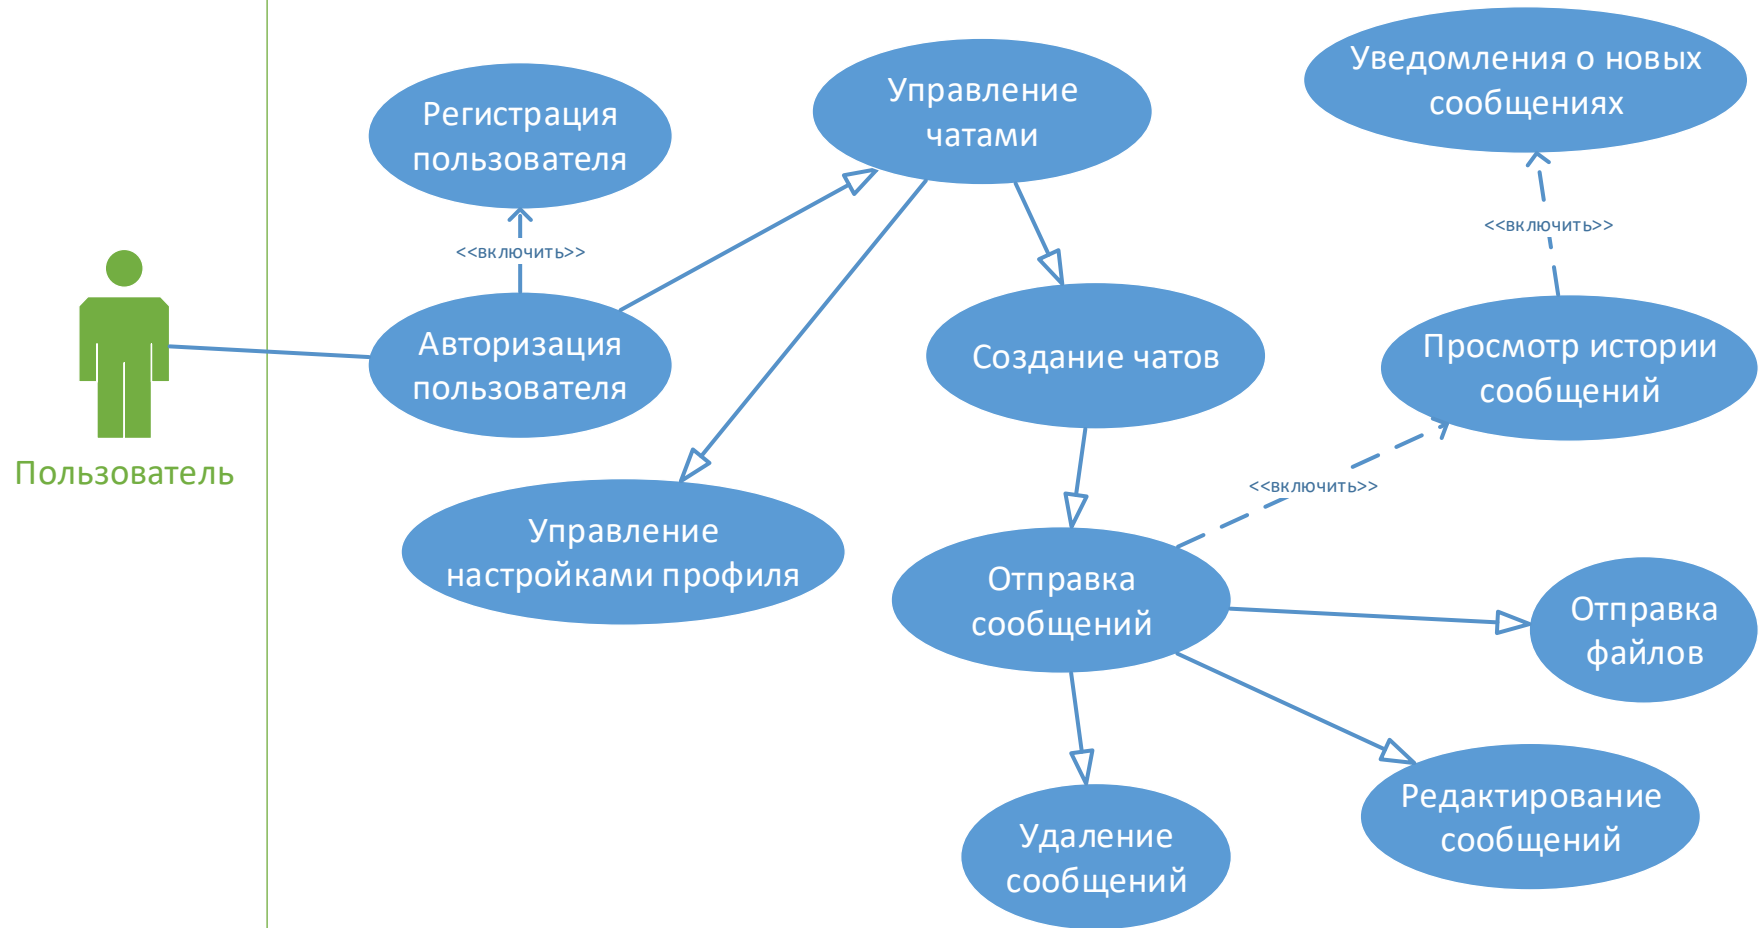 Уведомления о новых
сообщениях
Управление
чатами
Регистрация
пользователя
<<включить>>
<<включить>>
Авторизация
пользователя
Создание чатов
Просмотр истории
сообщений
Пользователь
<<включить>>
Управление
настройками профиля
Отправка
сообщений
Отправка
файлов
Редактирование
сообщений
Удаление
сообщений